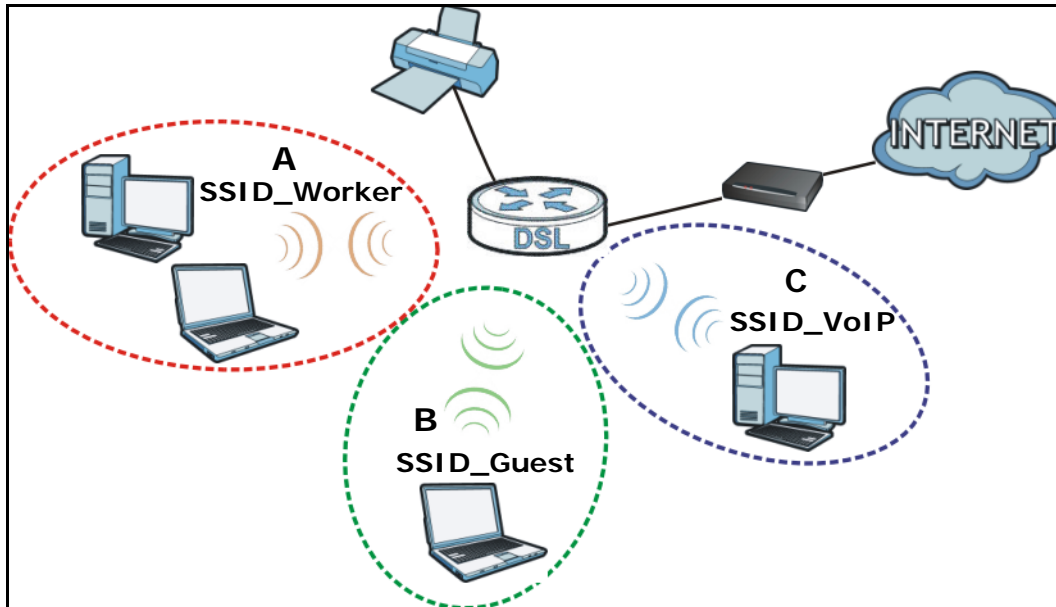 INTERNET
A
SSID_Worker
DSL
C
SSID_VoIP
B
SSID_Guest